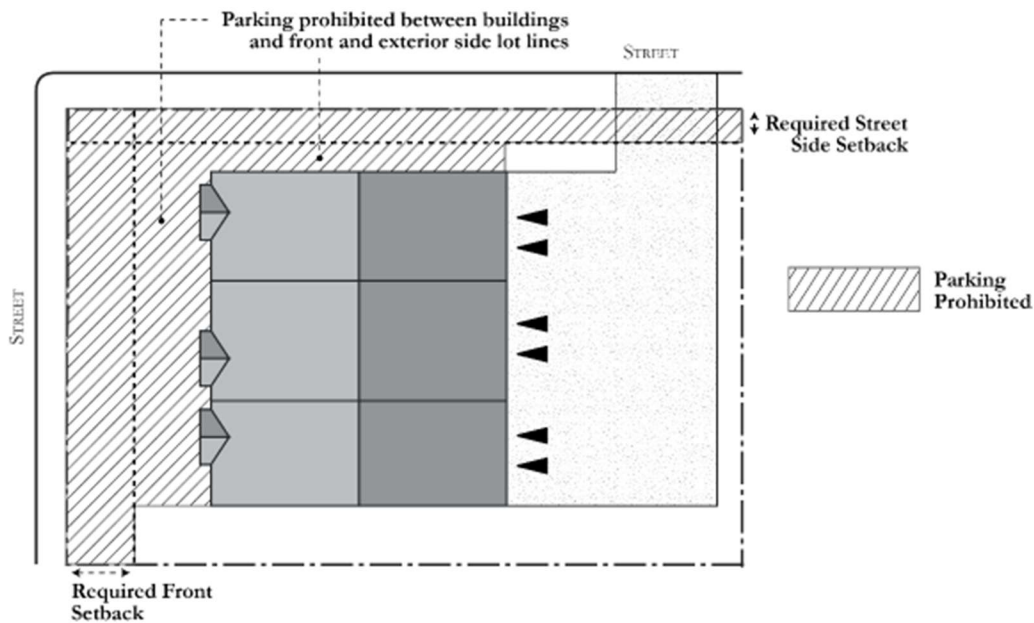 Parking prohibited between buildings
and front and exterior side lot lines
STREET
Required Street
Side Setback
STREET
Parking
Prohibited
Required Front
Setback